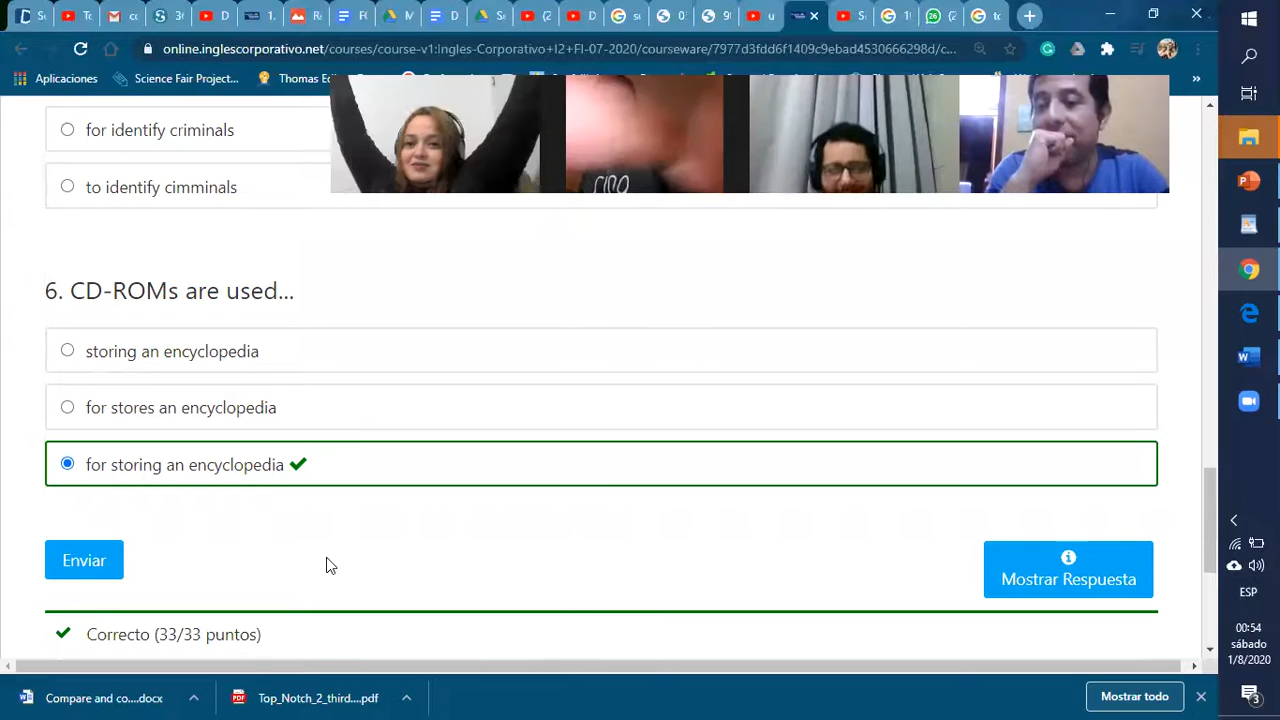 online.inglescorporativo.net/courses/course-v1:Ingles-Corporativo+I2+FI-07-2020/courseware/7977d3fdd6f1409c9ebad4530666298d/c...
Aplicaciones
Science Fair Project...
»
for identify criminals
to identify cimminals
6. CD-ROMs are used...
storing an encyclopedia
for stores an encyclopedia
for storing an encyclopedia
Enviar
Mostrar Respuesta
Correcto (33/33 puntos)
Compare and co....docx
Top_Notch_2_third....pdf
Mostrar todo
ESP
00:54
sábado
1/8/2020
3